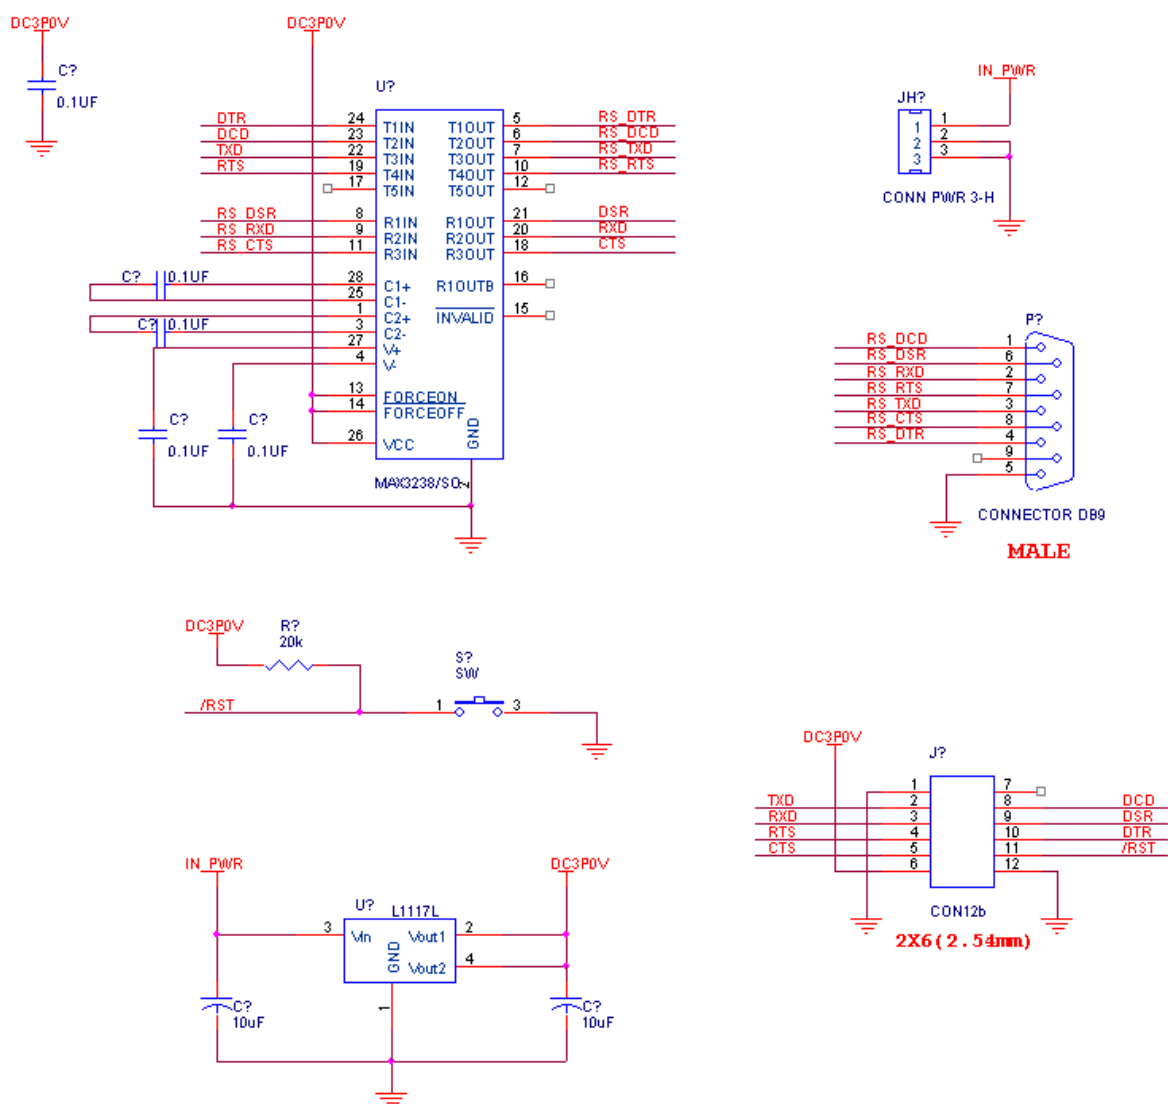 DC3P0V
C?
0.1UF
DC3P0V
U?
DTR 24 T1IN T1OUT 5 RS_DTR
DCD 23 T2IN T2OUT 6 RS_DCD
TXD 22 T3IN T3OUT 7 RS_TXD
RTS 19 T4IN T4OUT 10 RS_RTS
17 T5IN T5OUT 12
RS_DSR 8 R1IN R1OUT 21 DSR
RS_RXD 9 R2IN R2OUT 20 RXD
RS_CTS 11 R3IN R3OUT 18 CTS
C? 0.1UF 28 C1+ R1OUTB 16
25 C1-
1 C2+ INVALID 15
C? 0.1UF 3 C2-
27 V+
4 V-
13 FORCEON
14 FORCEOFF
26 VCC
GND
2
C?
0.1UF
C?
0.1UF
MAX3238/SO
IN_PWR
JH?
1 1
2 2
3 3
CONN PWR 3-H
P?
RS_DCD 1
RS_DSR 6
RS_RXD 2
RS_RTS 7
RS_TXD 3
RS_CTS 8
RS_DTR 4
9
5
CONNECTOR DB9
MALE
DC3P0V
R?
20k
/RST
S?
SW
1 3
DC3P0V
J?
1 7
TXD 2 8 DCD
RXD 3 9 DSR
RTS 4 10 DTR
CTS 5 11 /RST
6 12
CON12b
2X6(2.54mm)
IN_PWR
DC3P0V
U? L1117L
3 Vin Vout1 2
GND Vout2 4
1
C?
10uF
C?
10uF